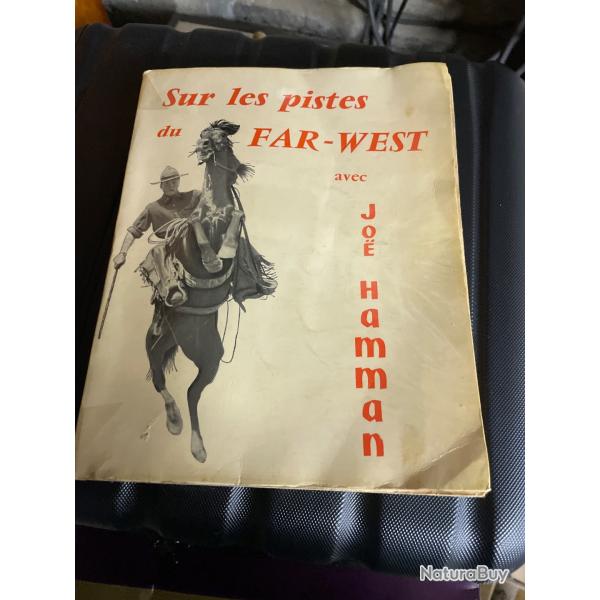 Sur les pistes
du FAR-WEST
avec
JOË
Hamman
NaturaBuy